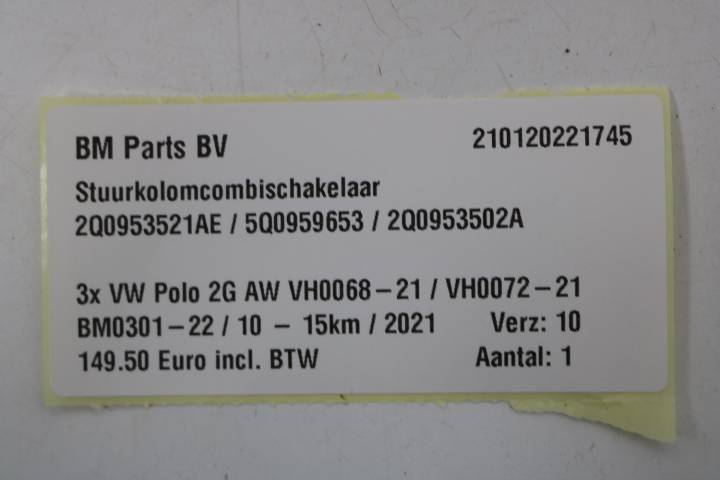 BM Parts BV 210120221745
Stuurkolomcombischakelaar
2Q0953521AE / 5Q0959653 / 2Q0953502A
3x VW Polo 2G AW VH0068-21 / VH0072-21
BM0301-22 / 10 - 15km / 2021 Verz: 10
149.50 Euro incl. BTW Aantal: 1